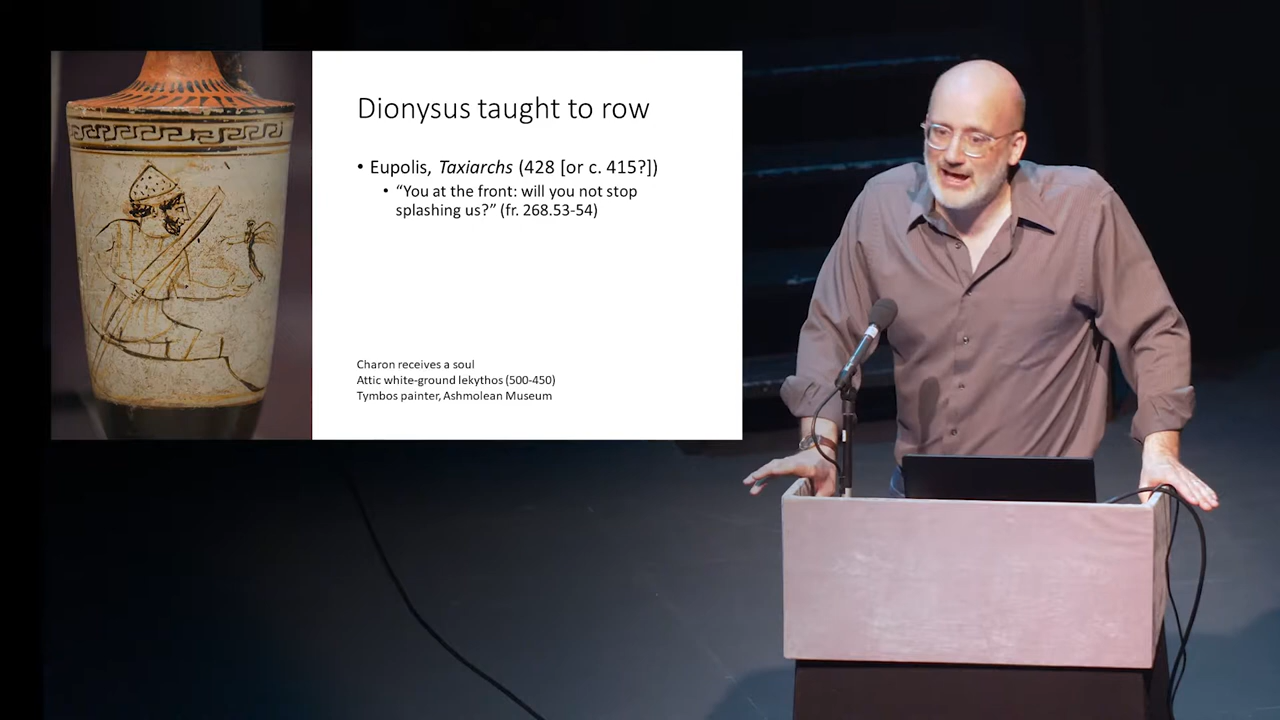 Dionysus taught to row
• Eupolis, Taxiarchs (428 [or c. 415?])
• “You at the front: will you not stop
splashing us?” (fr. 268.53-54)
Charon receives a soul
Attic white-ground lekythos (500-450)
Tymbos painter, Ashmolean Museum